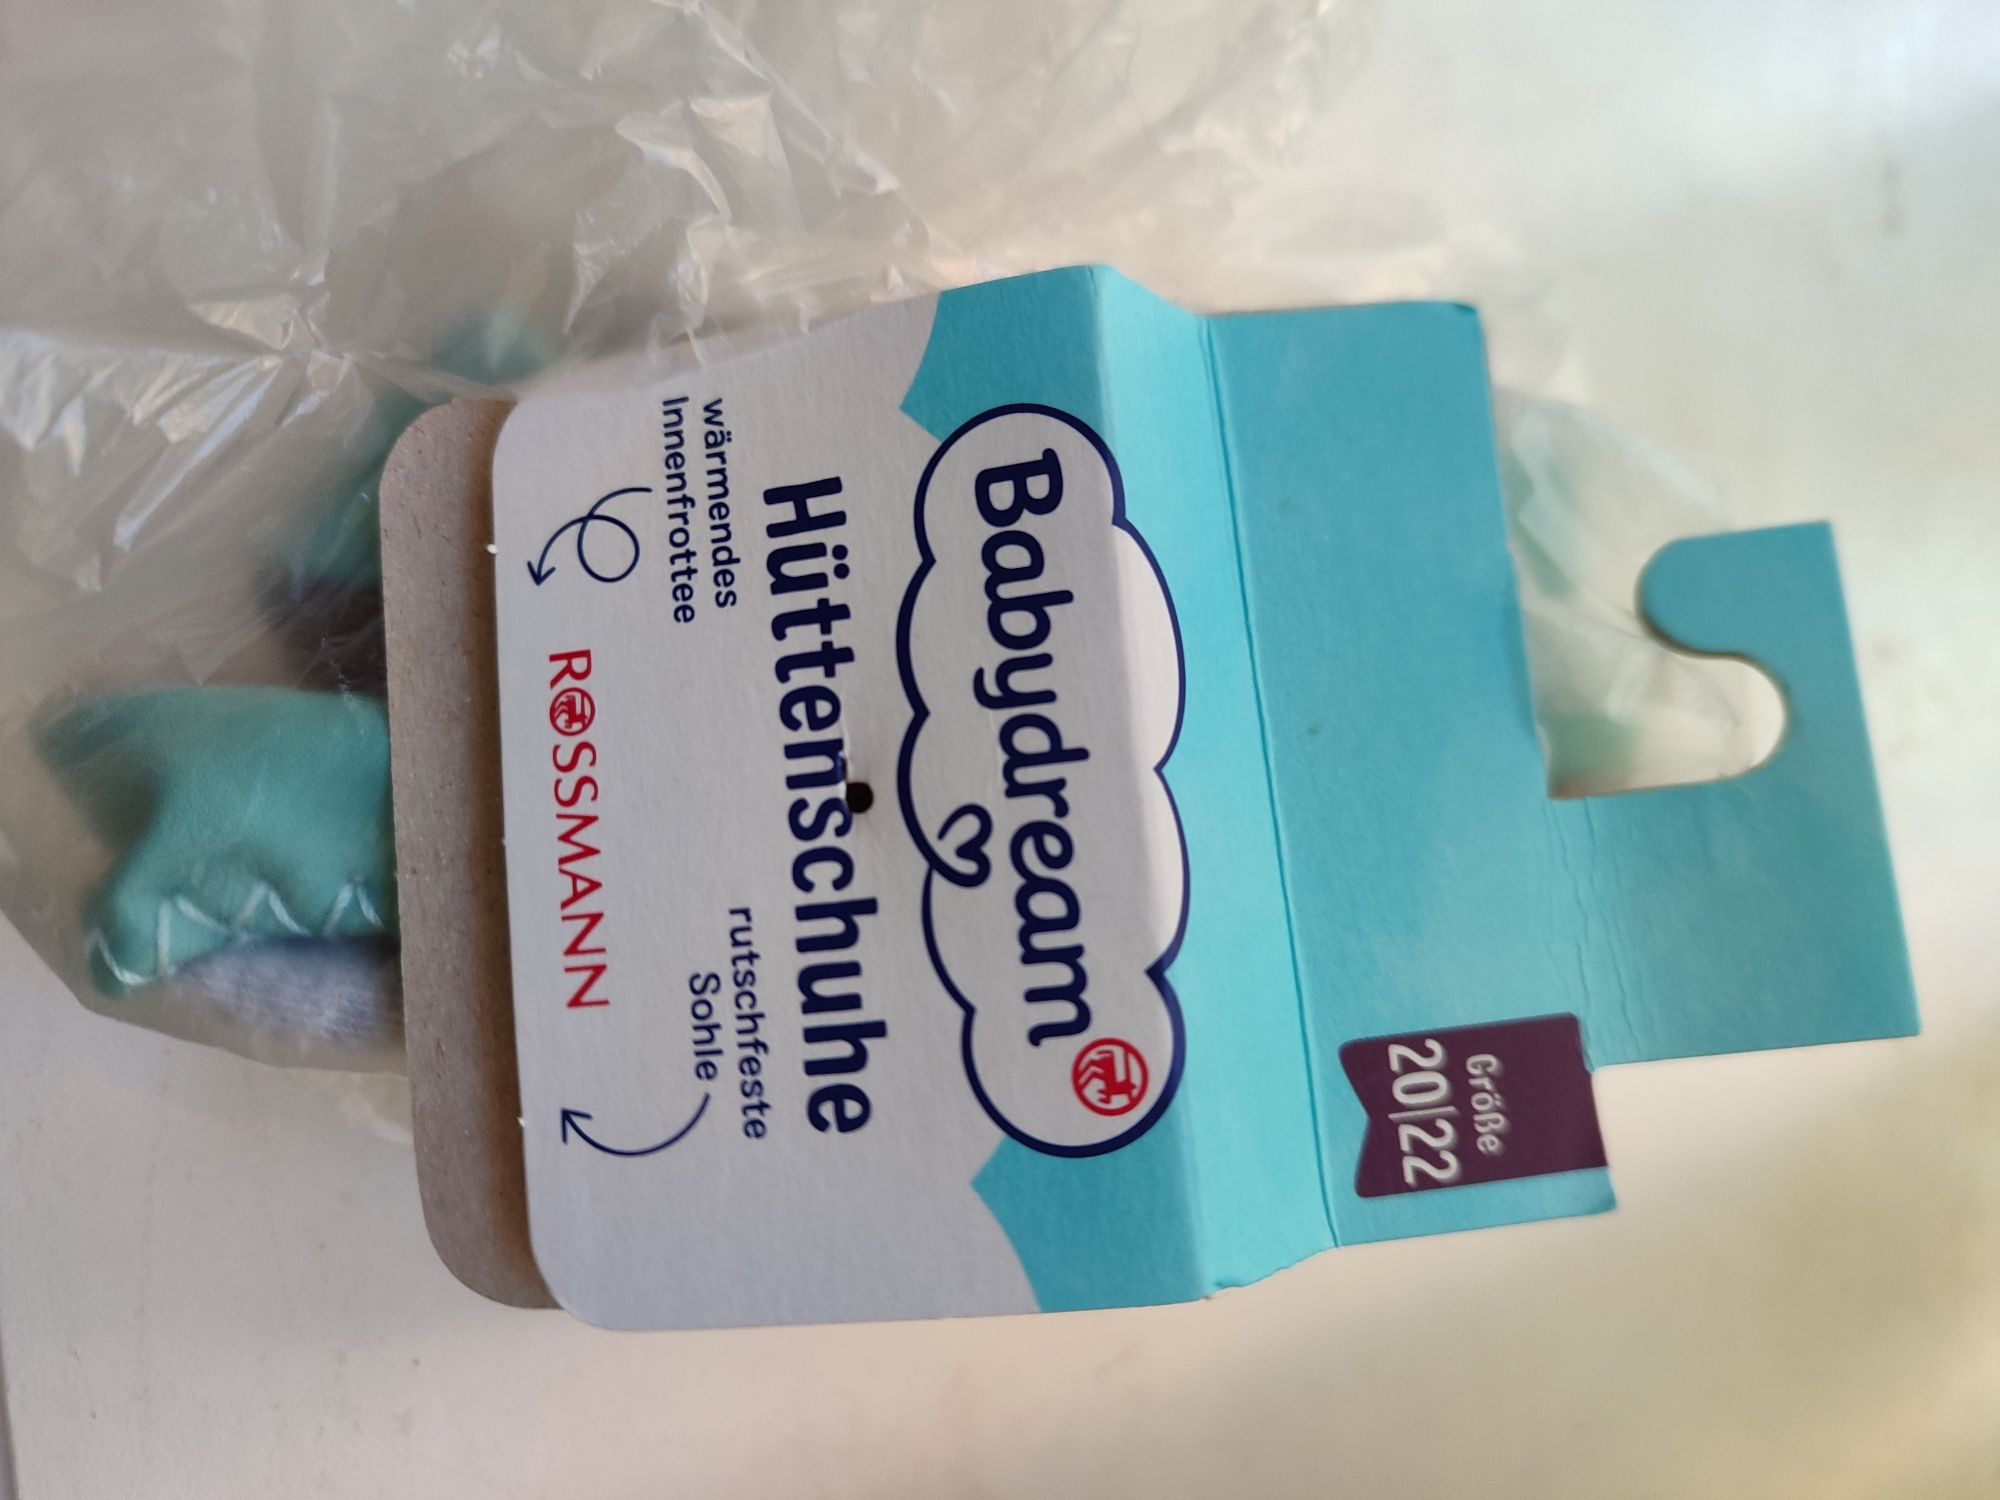 Größe
20|22
Babydream
Hüttenschuhe
wärmendes
Innenfrottee
rutschfeste
Sohle
ROSSMANN